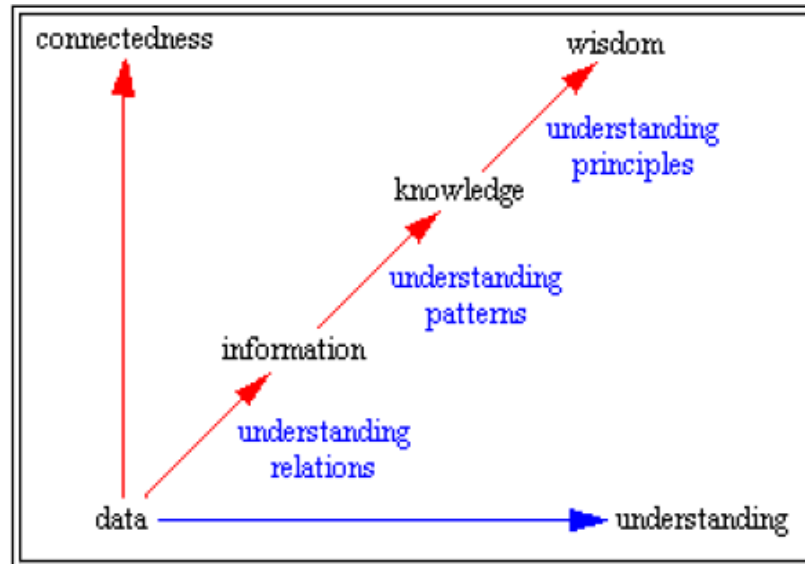 connectedness
wisdom
understanding
principles
knowledge
understanding
patterns
information
understanding
relations
data
understanding